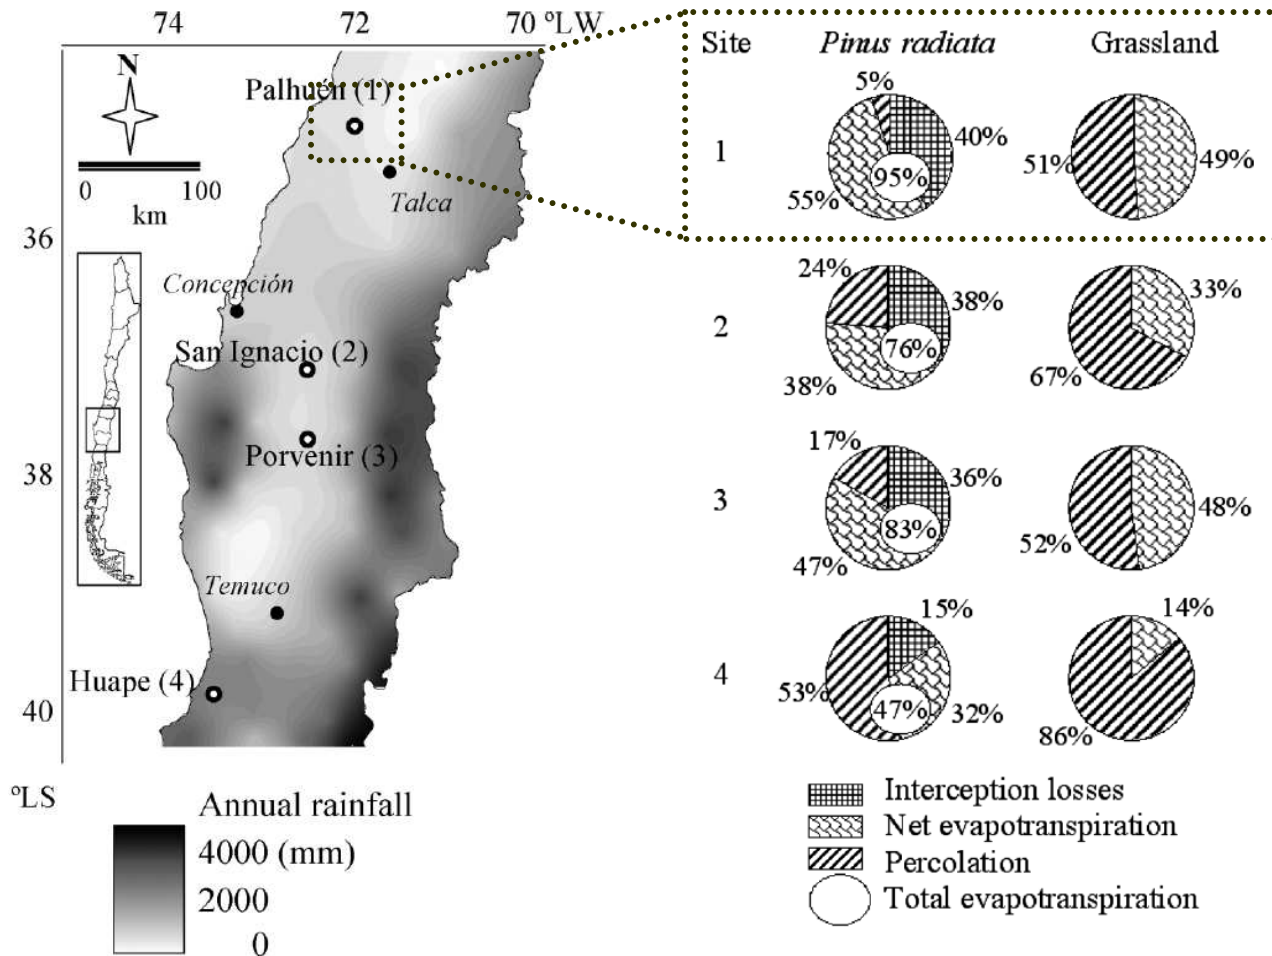 74 72 70 ºLW
N
Palhuén (1)
0 100
km
Talca
36
Concepción
San Ignacio (2)
Porvenir (3)
38
Temuco
Huape (4)
40
ºLS
Annual rainfall
4000 (mm)
2000
0
Site Pinus radiata Grassland
5%
1 40% 51% 49%
95%
55%
24% 38% 33%
2
76%
38% 67%
17% 36%
3 48%
83%
47% 52%
15% 14%
4
53% 47% 32%
86%
Interception losses
Net evapotranspiration
Percolation
Total evapotranspiration